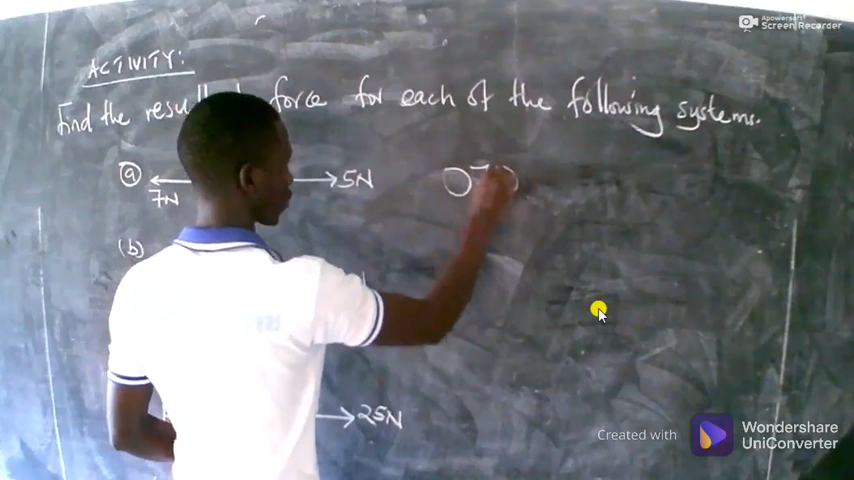 ACTIVITY:
Find the force for each of the following systems.
(a) 7N 5N
(b)
25N
Apowersoft
Screen Recorder
Created with Wondershare
UniConverter